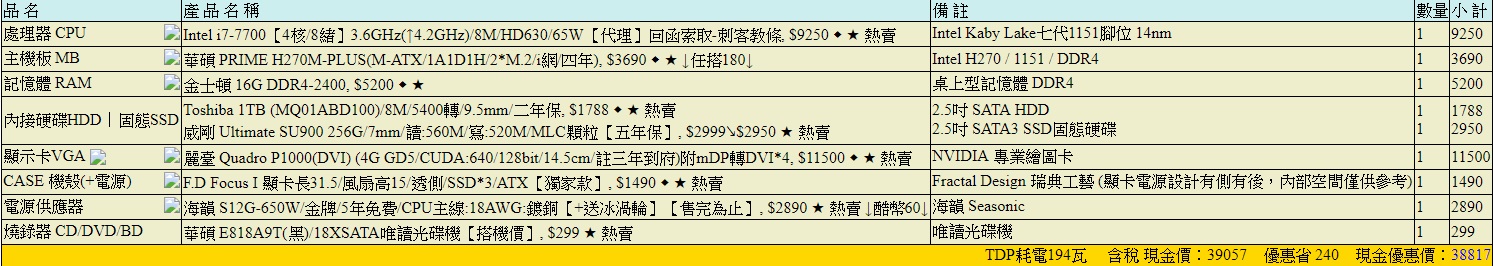 品 名 產 品 名 稱 備 註 數量 小 計
處理器 CPU Intel i7-7700【4核/8緒】3.6GHz(↑4.2GHz)/8M/HD630/65W【代理】回函索取-刺客教條, $9250 ◆ ★ 熱賣 Intel Kaby Lake七代1151腳位 14nm 1 9250
主機板 MB 華碩 PRIME H270M-PLUS(M-ATX/1A1D1H/2*M.2/i網/四年), $3690 ◆ ★ ↓任搭180↓ Intel H270 / 1151 / DDR4 1 3690
記憶體 RAM 金士頓 16G DDR4-2400, $5200 ◆ ★ 桌上型記憶體 DDR4 1 5200
內接硬碟HDD｜固態SSD Toshiba 1TB (MQ01ABD100)/8M/5400轉/9.5mm/二年保, $1788 ◆ ★ 熱賣 2.5吋 SATA HDD 1 1788
威剛 Ultimate SU900 256G/7mm/讀:560M/寫:520M/MLC顆粒【五年保】, $2999↘$2950 ★ 熱賣 2.5吋 SATA3 SSD固態硬碟 1 2950
顯示卡VGA 麗臺 Quadro P1000(DVI) (4G GD5/CUDA:640/128bit/14.5cm/註三年到府)附mDP轉DVI*4, $11500 ◆ ★ 熱賣 NVIDIA 專業繪圖卡 1 11500
CASE 機殼(+電源) F.D Focus I 顯卡長31.5/風扇高15/透側/SSD*3/ATX【獨家款】, $1490 ◆ ★ 熱賣 Fractal Design 瑞典工藝 (顯卡電源設計有側有後，內部空間僅供參考) 1 1490
電源供應器 海韻 S12G-650W/金牌/5年免費/CPU主線:18AWG:鍍銅【+送冰渦輪】【售完為止】, $2890 ★ 熱賣 ↓酷幣60↓ 海韻 Seasonic 1 2890
燒錄器 CD/DVD/BD 華碩 E818A9T(黑)/18XSATA唯讀光碟機【搭機價】, $299 ★ 熱賣 唯讀光碟機 1 299
TDP耗電194瓦 含稅 現金價：39057 優惠省 240 現金優惠價：38817